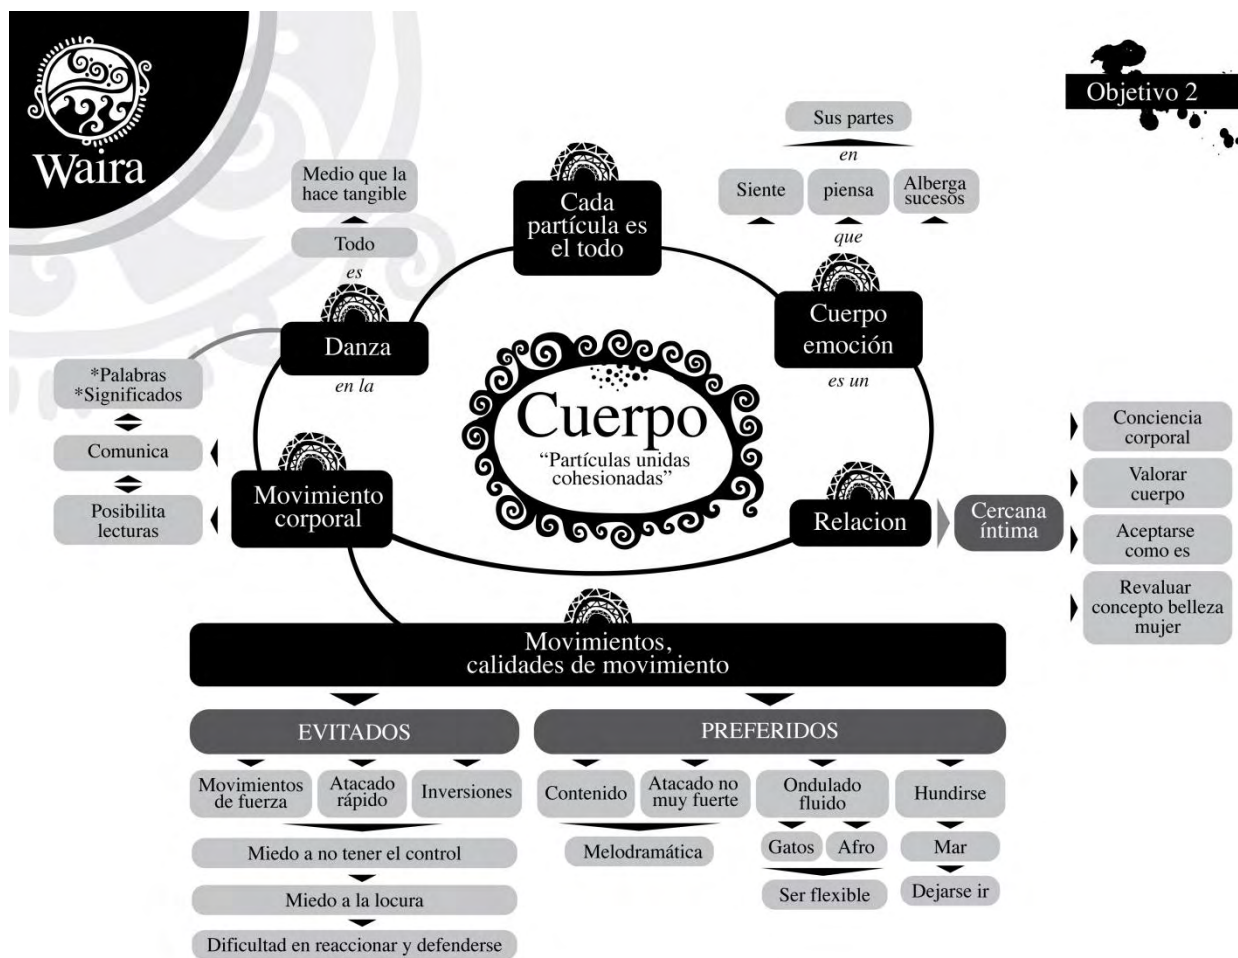 Waira
Objetivo 2
Sus partes
en
Siente
piensa
Alberga
sucesos
que
Medio que la
hace tangible
Todo
es
Cada
partícula es
el todo
Danza
en la
Cuerpo
emoción
es un
*Palabras
*Significados
Comunica
Posibilita
lecturas
Movimiento
corporal
Cuerpo
“Partículas unidas
cohesionadas”
Relacion
Cercana
íntima
Conciencia
corporal
Valorar
cuerpo
Aceptarse
como es
Revaluar
concepto belleza
mujer
Movimientos,
calidades de movimiento
EVITADOS
PREFERIDOS
Movimientos
de fuerza
Atacado
rápido
Inversiones
Contenido
Atacado no
muy fuerte
Ondulado
fluido
Hundirse
Miedo a no tener el control
Miedo a la locura
Dificultad en reaccionar y defenderse
Melodramática
Gatos
Afro
Ser flexible
Mar
Dejarse ir